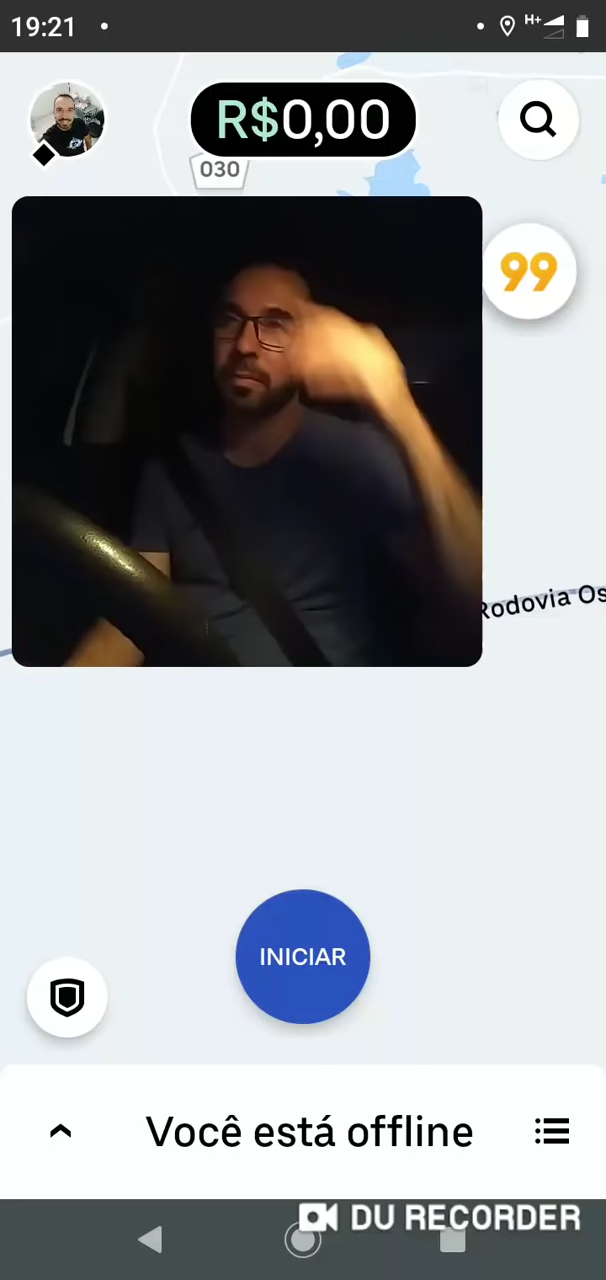 19:21
H+
R$0,00
030
99
Rodovia Os
INICIAR
Você está offline
DU RECORDER